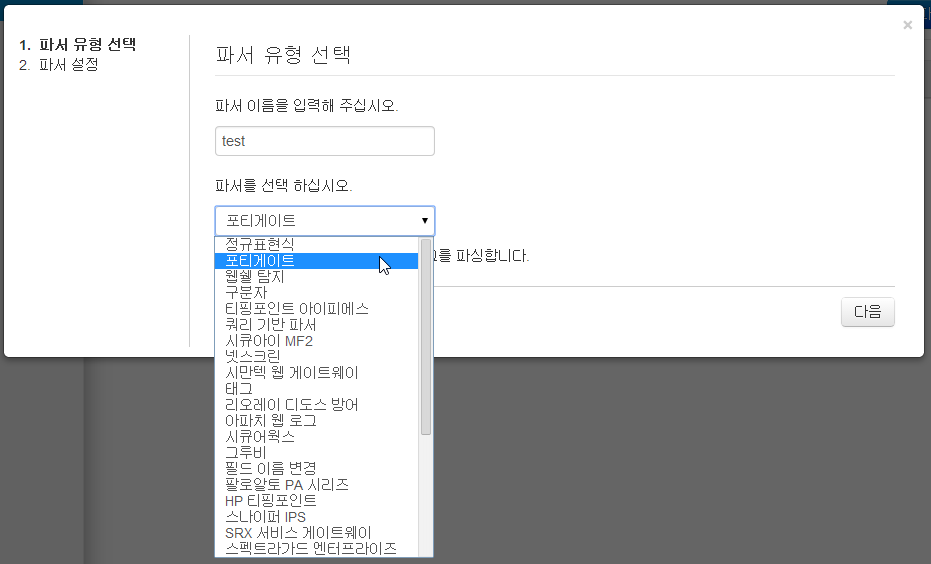 1. 파서 유형 선택
2. 파서 설정
×
파서 유형 선택
파서 이름을 입력해 주십시오.
test
파서를 선택 하십시오.
포티게이트
정규표현식
포티게이트
를 파싱합니다.
웹쉘 탐지
구분자
티핑포인트 아이피에스
쿼리 기반 파서
다음
시큐아이 MF2
넷스크린
시만텍 웹 게이트웨이
태그
리오레이 디도스 방어
아파치 웹 로그
시큐어웍스
그루비
필드 이름 변경
팔로알토 PA 시리즈
HP 티핑포인트
스나이퍼 IPS
SRX 서비스 게이트웨이
스펙트라가드 엔터프라이즈